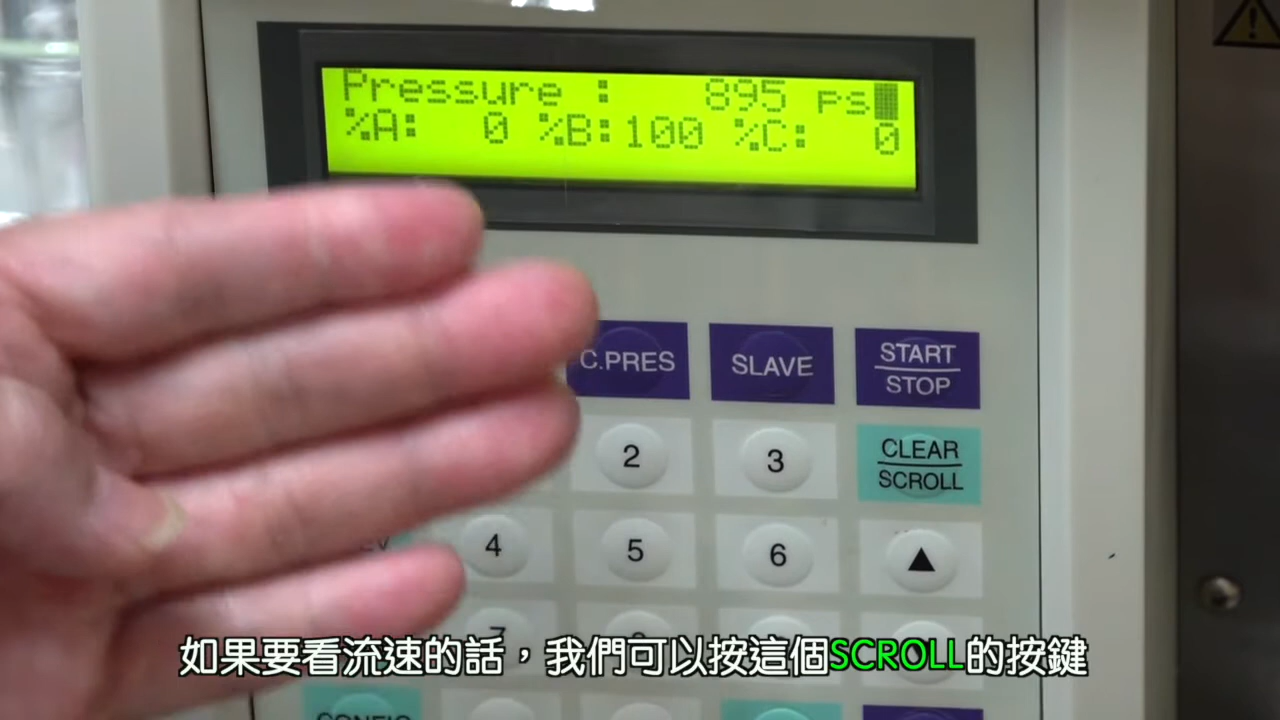 Pressure : 895 ps
%A: 0 %B:100 %C: 0
C.PRES SLAVE START STOP
2 3 CLEAR SCROLL
4 5 6 ▲
如果要看流速的話，我們可以按這個SCROLL的按鍵
CONFIG